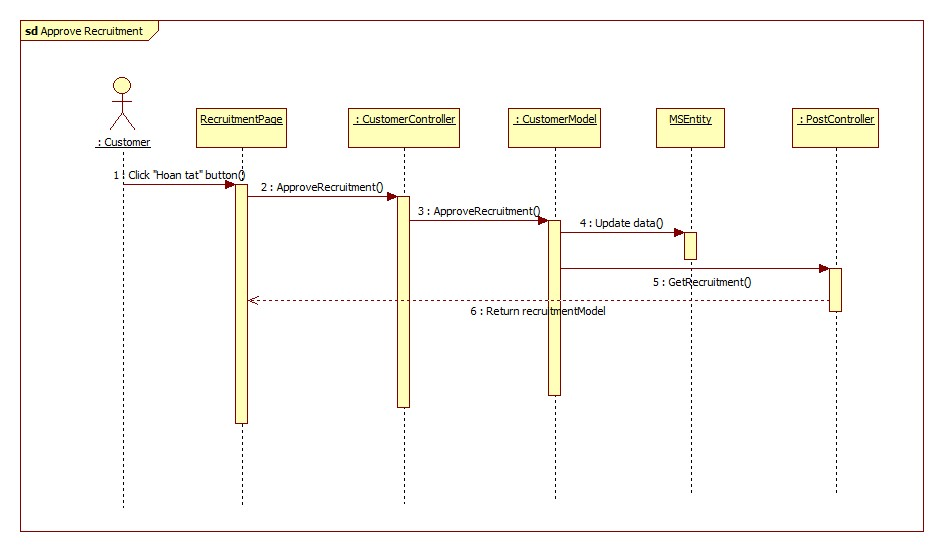 sd Approve Recruitment
: Customer
RecruitmentPage
: CustomerController
: CustomerModel
MSEntity
: PostController
1 : Click "Hoan tat" button()
2 : ApproveRecruitment()
3 : ApproveRecruitment()
4 : Update data()
5 : GetRecruitment()
6 : Return recruitmentModel